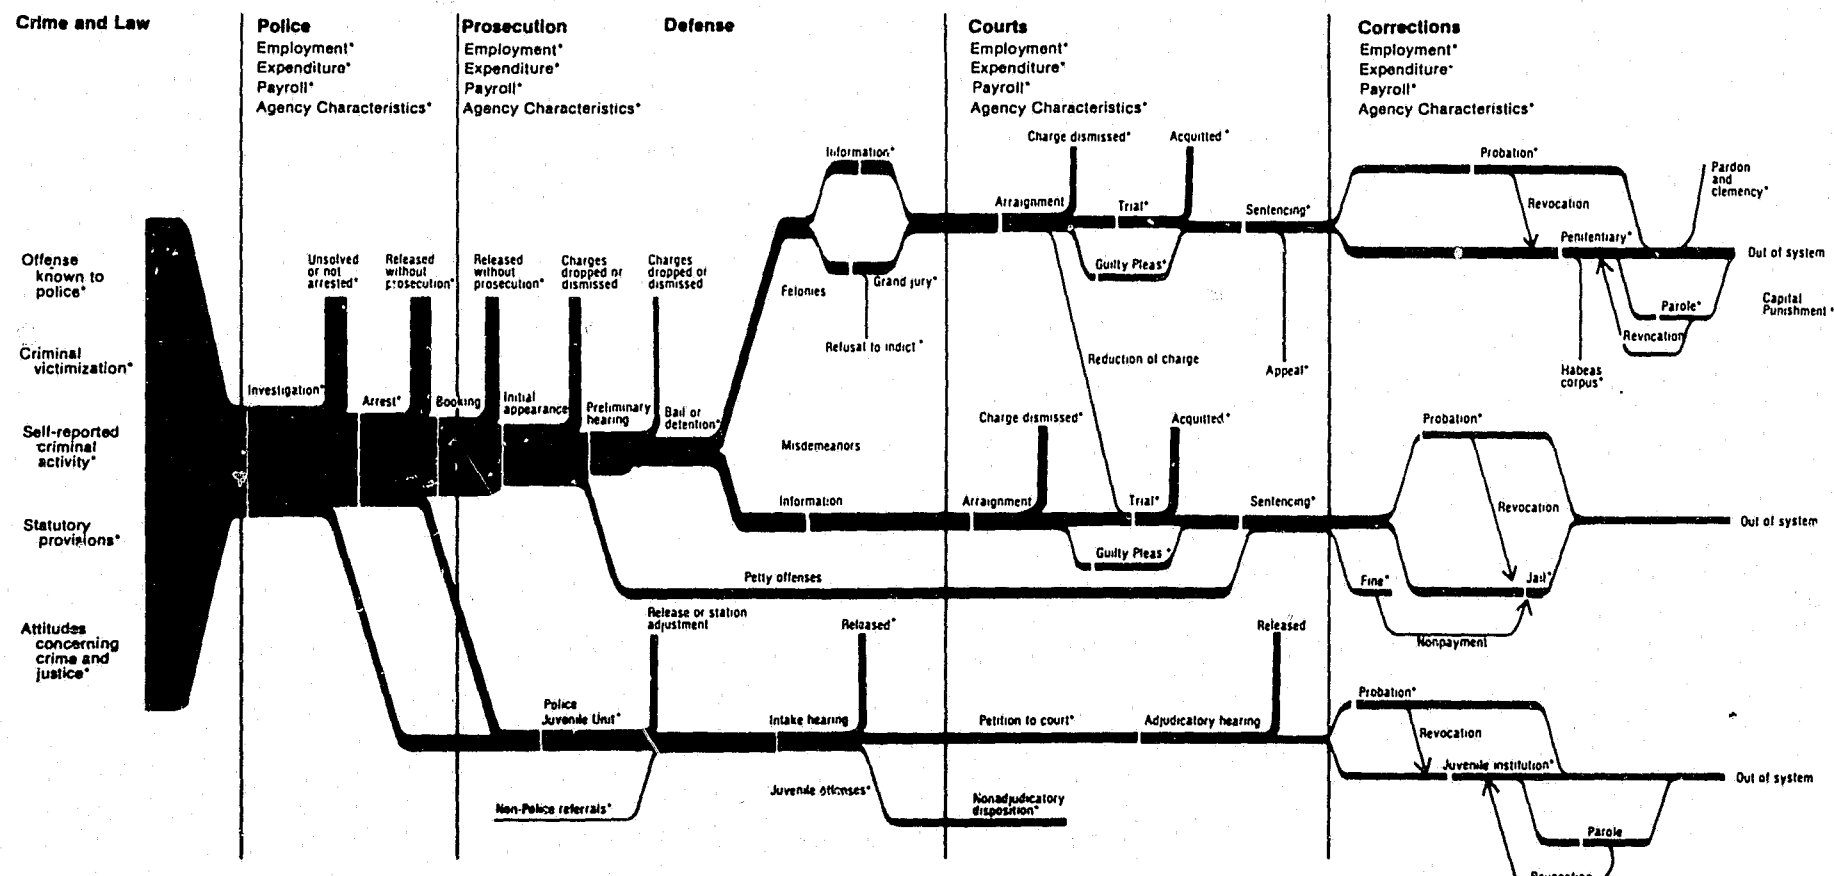 Crime and Law
Police
Employment*
Expenditure*
Payroll*
Agency Characteristics*
Prosecution
Employment*
Expenditure*
Payroll*
Agency Characteristics*
Defense
Courts
Employment*
Expenditure*
Payroll*
Agency Characteristics*
Corrections
Employment*
Expenditure*
Payroll*
Agency Characteristics*
Offense
known to
police*
Criminal
victimization*
Self-reported
criminal
activity*
Statutory
provisions*
Attitudes
concerning
crime and
justice*
Investigation*
Unsolved
or not
arrested*
Arrest*
Released
without
prosecution*
Booking
Released
without
prosecution*
Initial
appearance
Charges
dropped or
dismissed
Preliminary
hearing
Charges
dropped or
dismissed
Bail or
detention*
Felonies
Information*
Grand jury*
Refusal to indict*
Arraignment
Charge dismissed*
Trial*
Acquitted*
Guilty Pleas*
Sentencing*
Appeal*
Reduction of charge
Probation*
Revocation
Penitentiary*
Pardon
and
clemency*
Out of system
Capital
Punishment*
Parole*
Revocation
Habeas
corpus*
Misdemeanors
Information
Arraignment
Charge dismissed*
Trial*
Acquitted*
Guilty Pleas*
Sentencing*
Probation*
Revocation
Fine*
Jail*
Nonpayment
Out of system
Petty offenses
Release or station
adjustment
Police
Juvenile Unit*
Non-Police referrals*
Intake hearing
Released*
Juvenile offenses*
Nonadjudicatory
disposition*
Petition to court*
Adjudicatory hearing
Released
Probation*
Revocation
Juvenile institution*
Out of system
Parole
Revocation